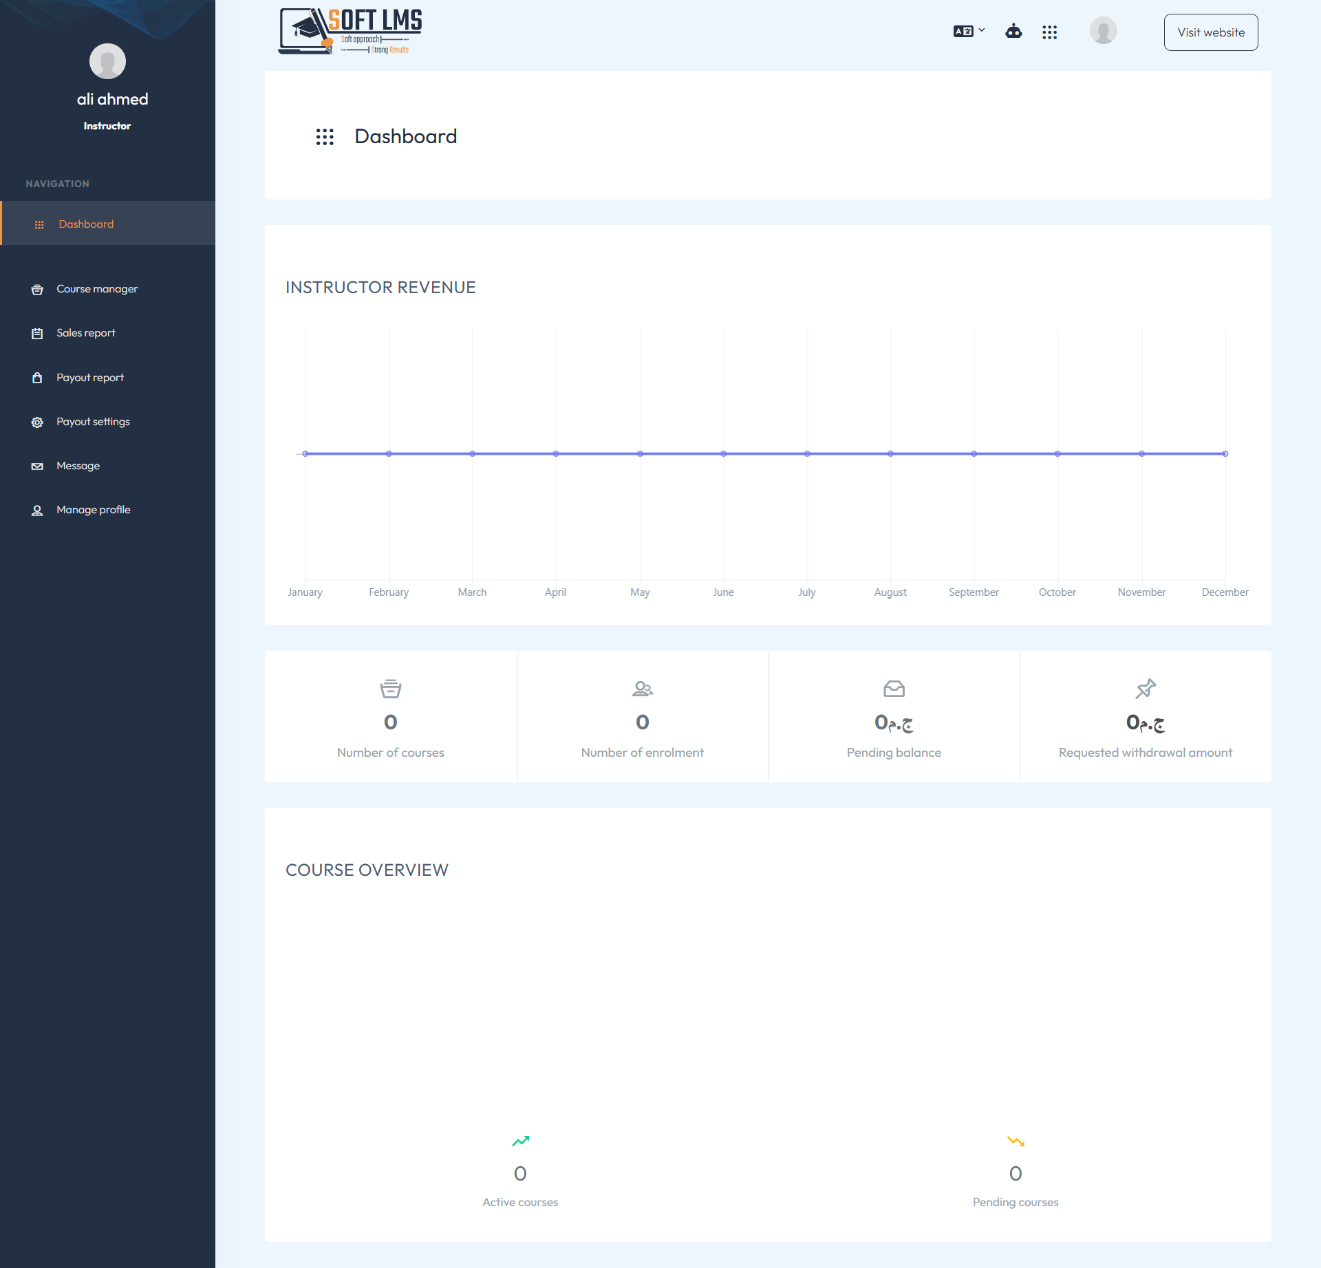 ali ahmed
Instructor
NAVIGATION
Dashboard
Course manager
Sales report
Payout report
Payout settings
Message
Manage profile
SOFT LMS
Soft approach
Strong Results
Visit website
Dashboard
INSTRUCTOR REVENUE
January February March April May June July August September October November December
0
Number of courses
0
Number of enrolment
0ج.م
Pending balance
0ج.م
Requested withdrawal amount
COURSE OVERVIEW
0
Active courses
0
Pending courses